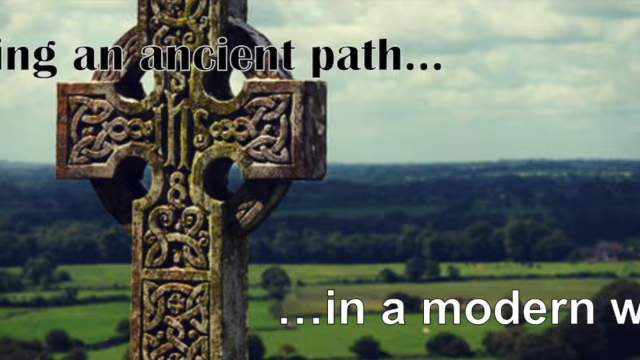 ing an ancient path...
...in a modern w